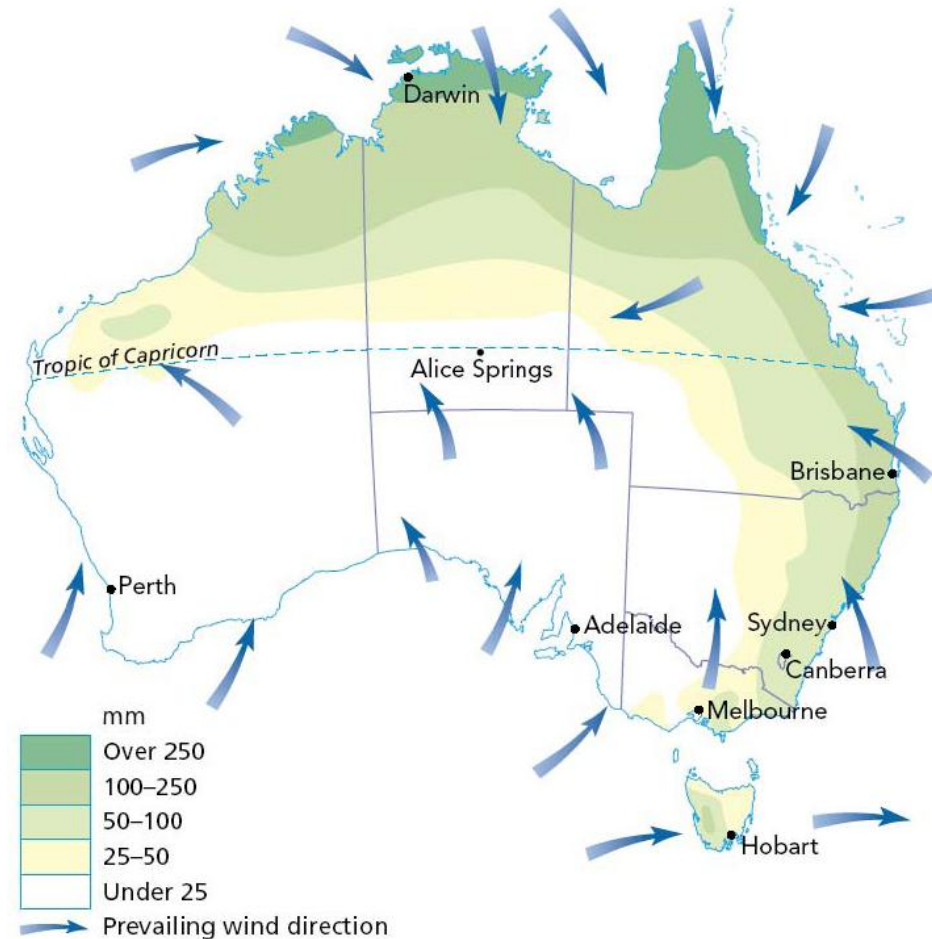 Darwin
Tropic of Capricorn
Alice Springs
Brisbane
Perth
Adelaide
Sydney
Canberra
Melbourne
Hobart
mm
Over 250
100–250
50–100
25–50
Under 25
Prevailing wind direction